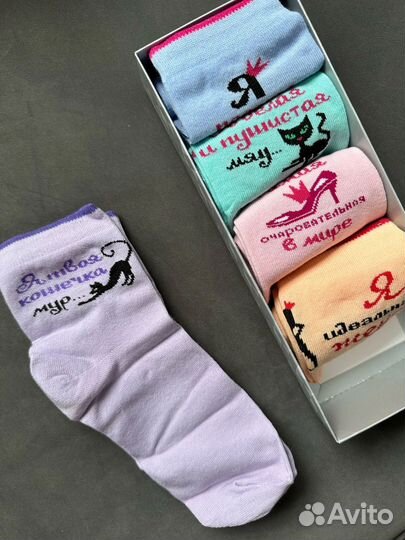 Я твоя
кошечка
мур...
Я
и пушистая
мяу...
очаровательная
в мире
Я
Avito